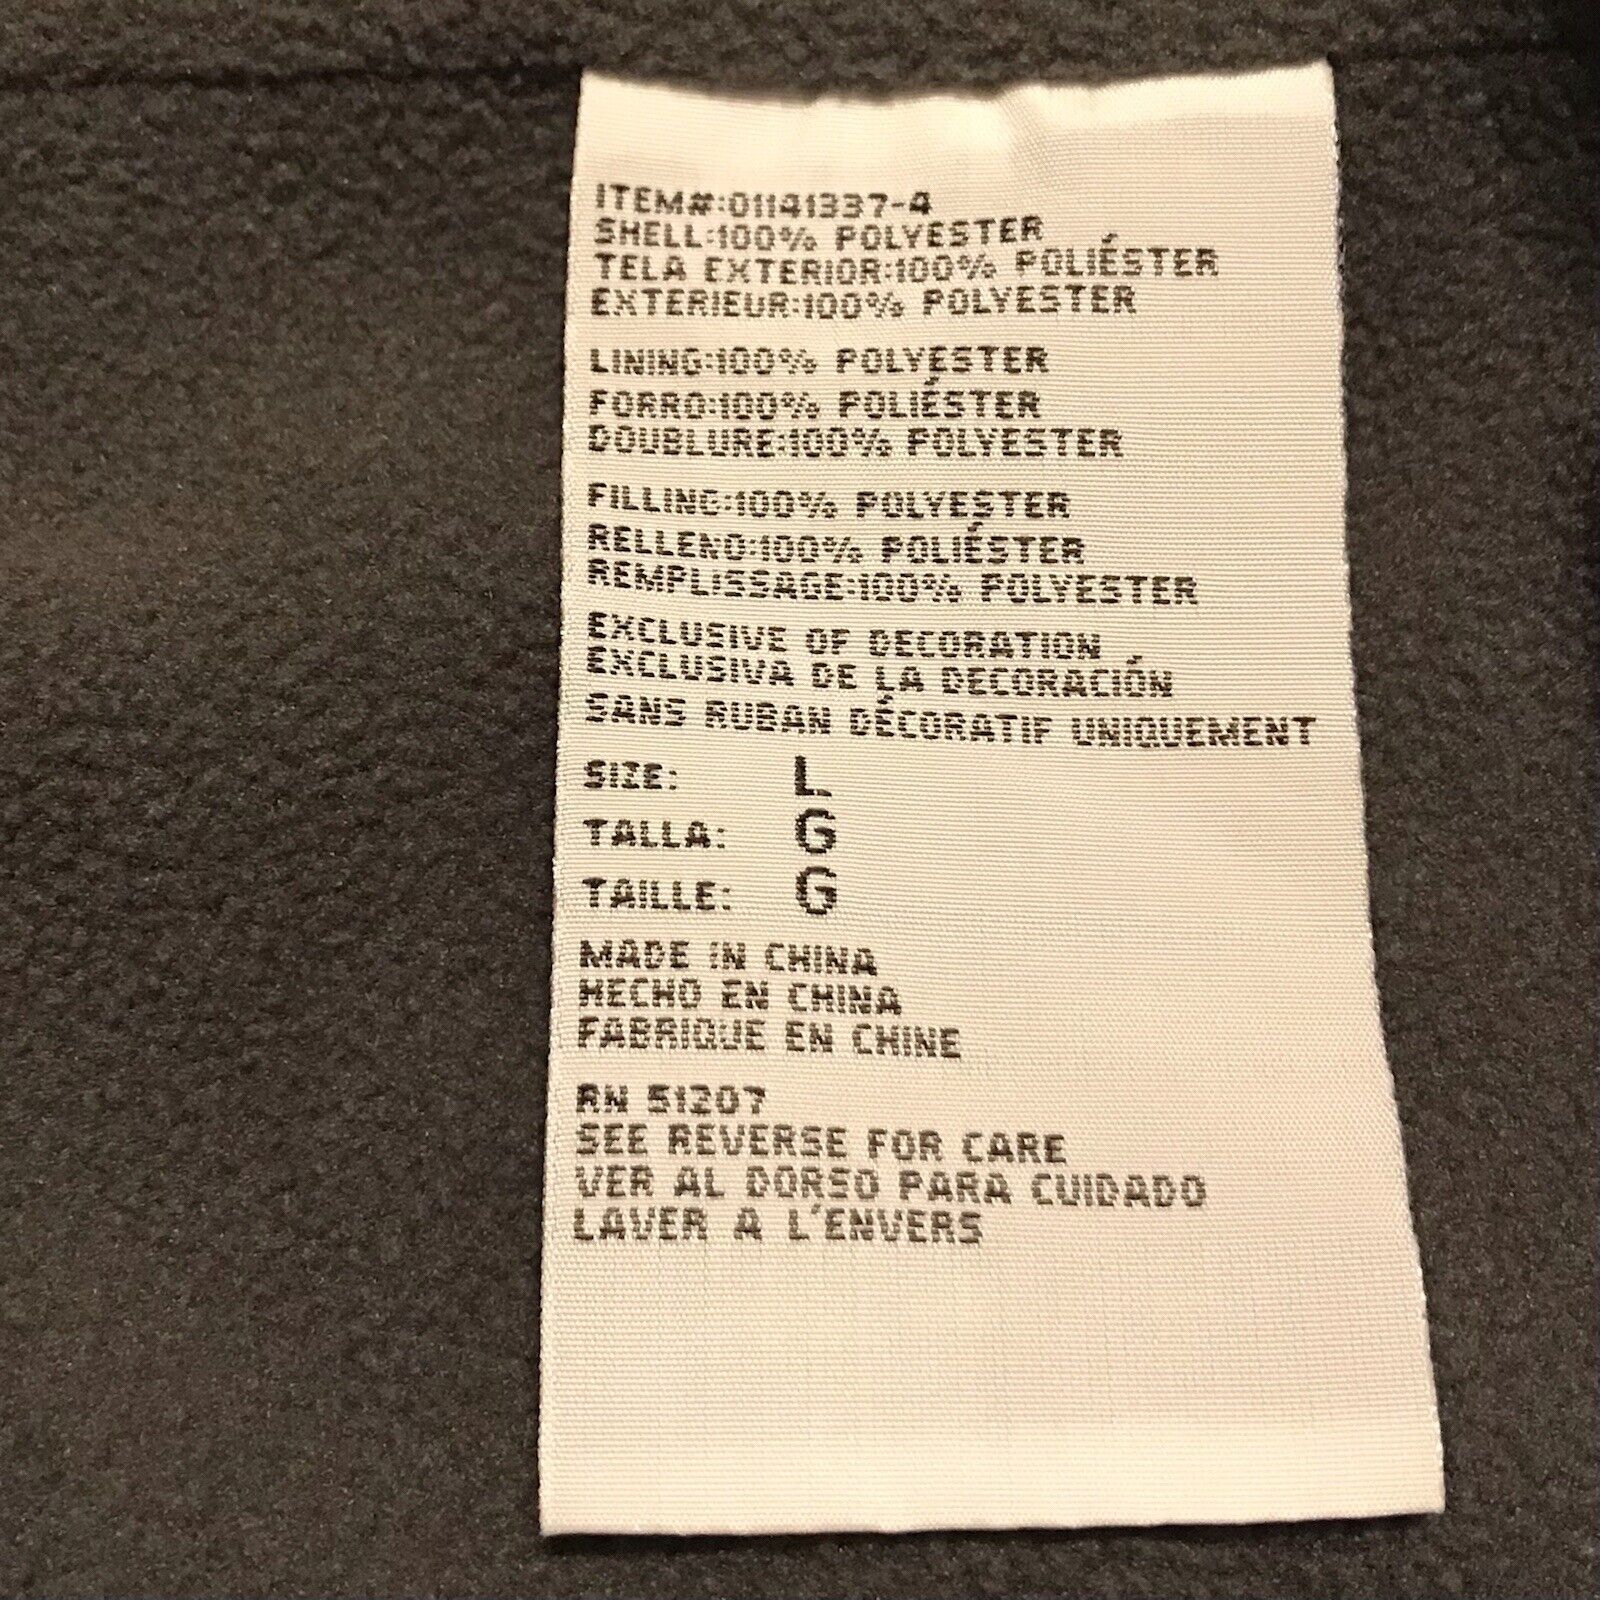 ITEM#:01141337-4
SHELL:100% POLYESTER
TELA EXTERIOR:100% POLIÉSTER
EXTERIEUR:100% POLYESTER
LINING:100% POLYESTER
FORRO:100% POLIÉSTER
DOUBLURE:100% POLYESTER
FILLING:100% POLYESTER
RELLENO:100% POLIÉSTER
REMPLISSAGE:100% POLYESTER
EXCLUSIVE OF DECORATION
EXCLUSIVA DE LA DECORACIÓN
SANS RUBAN DÉCORATIF UNIQUEMENT
SIZE: L
TALLA: G
TAILLE: G
MADE IN CHINA
HECHO EN CHINA
FABRIQUE EN CHINE
RN 51207
SEE REVERSE FOR CARE
VER AL DORSO PARA CUIDADO
LAVER A L'ENVERS